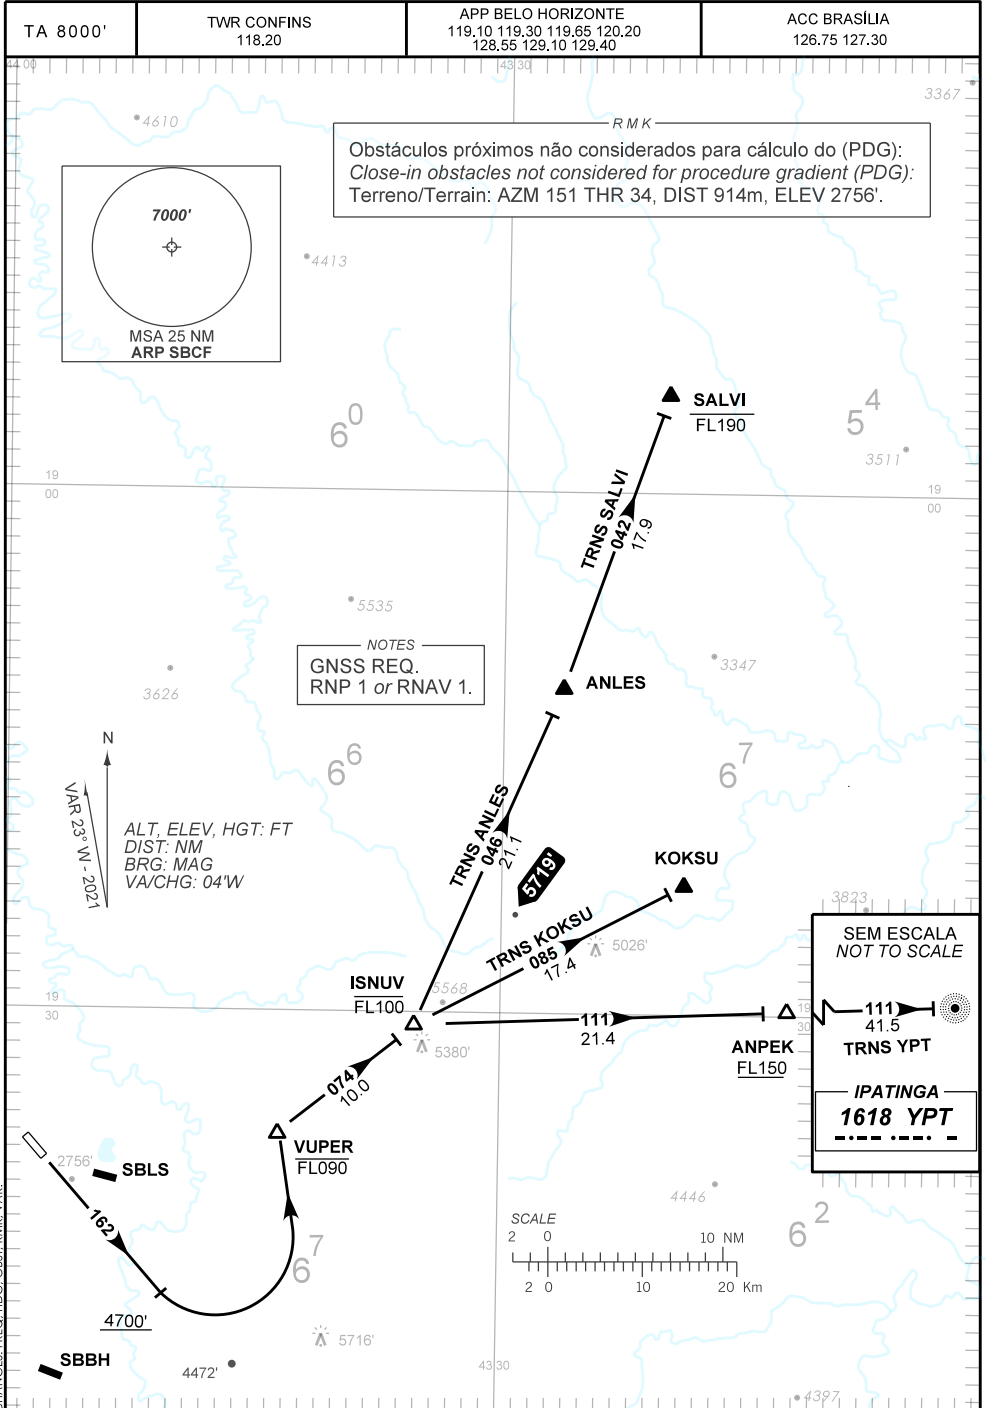 TA 8000'
TWR CONFINS
118.20
APP BELO HORIZONTE
119.10 119.30 119.65 120.20
128.55 129.10 129.40
ACC BRASÍLIA
126.75 127.30
44 00
43 30
3367
4610
RMK
Obstáculos próximos não considerados para cálculo do (PDG):
Close-in obstacles not considered for procedure gradient (PDG):
Terreno/Terrain: AZM 151 THR 34, DIST 914m, ELEV 2756'.
7000'
MSA 25 NM
ARP SBCF
4413
SALVI
FL190
6 0
5 4
3511
19
00
19
00
TRNS SALVI
042
17.9
5535
NOTES
GNSS REQ.
RNP 1 or RNAV 1.
3626
3347
ANLES
N
VAR 23° W - 2021
ALT, ELEV, HGT: FT
DIST: NM
BRG: MAG
VA/CHG: 04'W
6 6
6 7
TRNS ANLES
046
21.1
5719'
KOKSU
TRNS KOKSU
085
17.4
5026'
3823
SEM ESCALA
NOT TO SCALE
ISNUV
FL100
5568
19
30
5380'
111
21.4
19
30
ANPEK
FL150
111
41.5
TRNS YPT
IPATINGA
1618 YPT
074
10.0
VUPER
FL090
2756'
SBLS
162
4446
6 7
6 2
SCALE
2 0 10 NM
2 0 10 20 Km
4700'
5716'
SBBH
4472'
43 30
4397